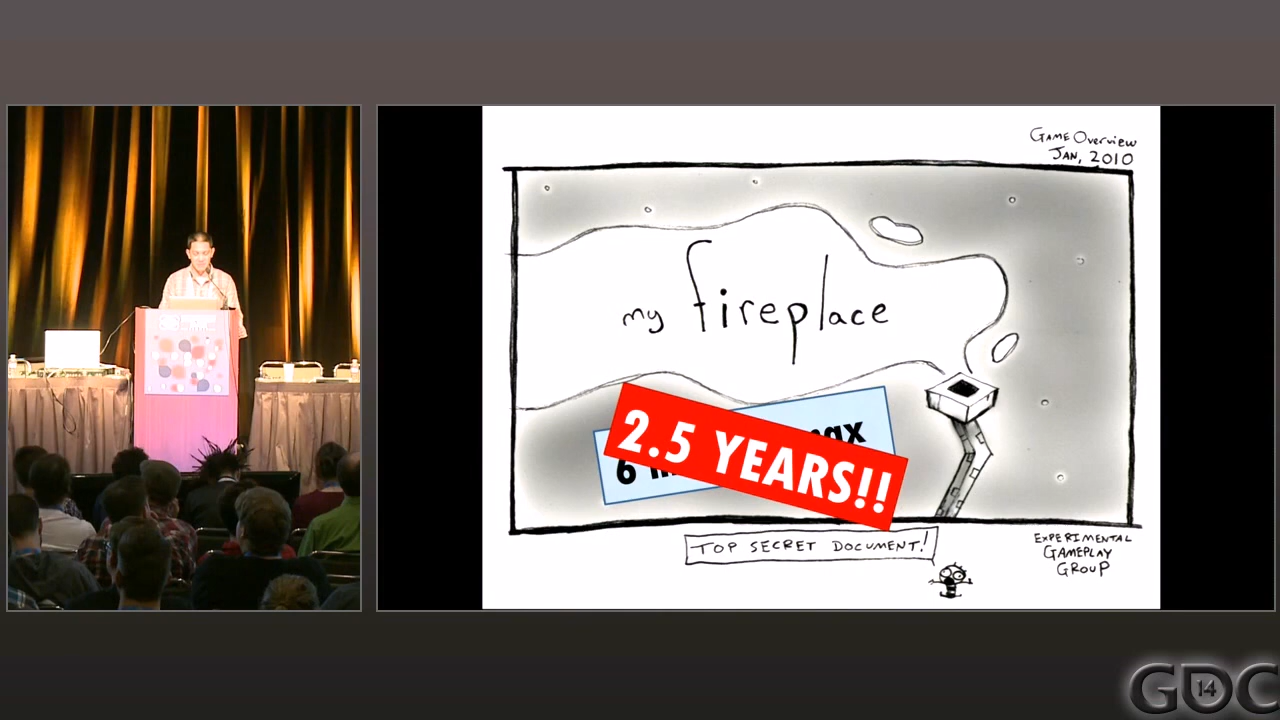 Game Overview
Jan, 2010
my fireplace
max
6
2.5 YEARS!!
TOP SECRET DOCUMENT!
EXPERIMENTAL
GAMEPLAY
GROUP
GDC
14